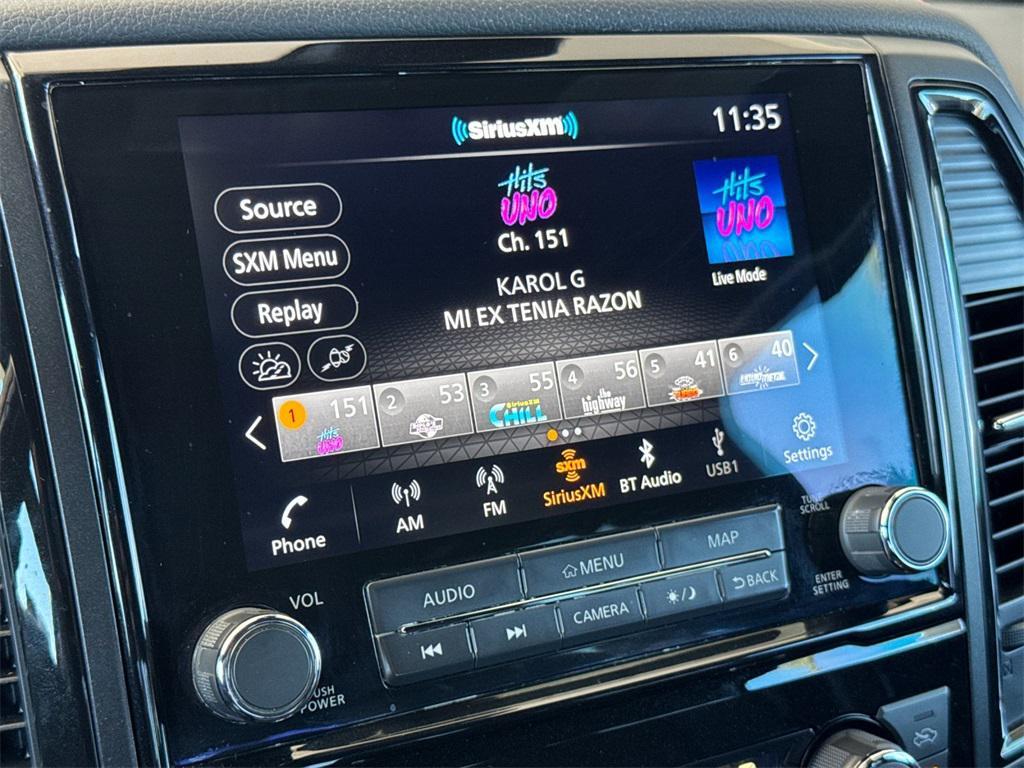 SiriusXM
11:35
Source
SXM Menu
Replay
Hits
UNO
Ch. 151
KAROL G
MI EX TENIA RAZON
Hits
UNO
Live Mode
1 151 Hits UNO
2 53
3 55 SiriusXM CHILL
4 56 the highway
5 41
6 40
Phone
AM
FM
sxm
SiriusXM
BT Audio
USB1
Settings
TUNE
SCROLL
VOL
AUDIO
MENU
MAP
CAMERA
BACK
ENTER
SETTING
PUSH
POWER